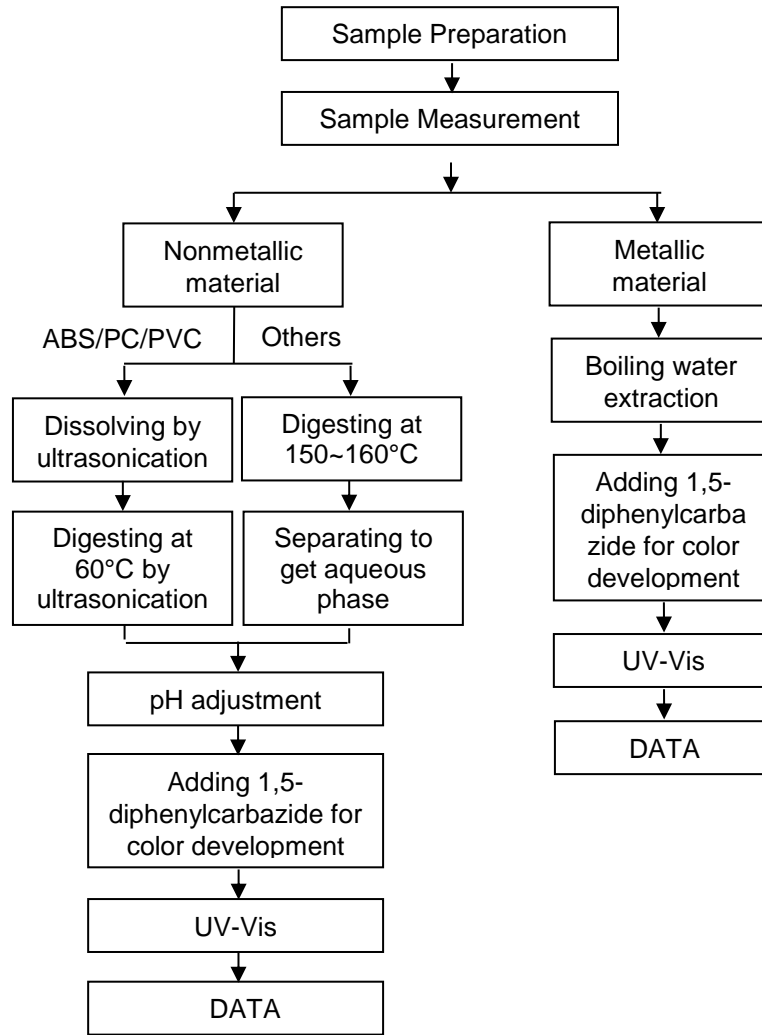 Sample Preparation
Sample Measurement
Nonmetallic
material
Metallic
material
ABS/PC/PVC
Others
Dissolving by
ultrasonication
Digesting at
150~160°C
Boiling water
extraction
Digesting at
60°C by
ultrasonication
Separating to
get aqueous
phase
Adding 1,5-
diphenylcarba
zide for color
development
pH adjustment
UV-Vis
DATA
Adding 1,5-
diphenylcarbazide for
color development
UV-Vis
DATA